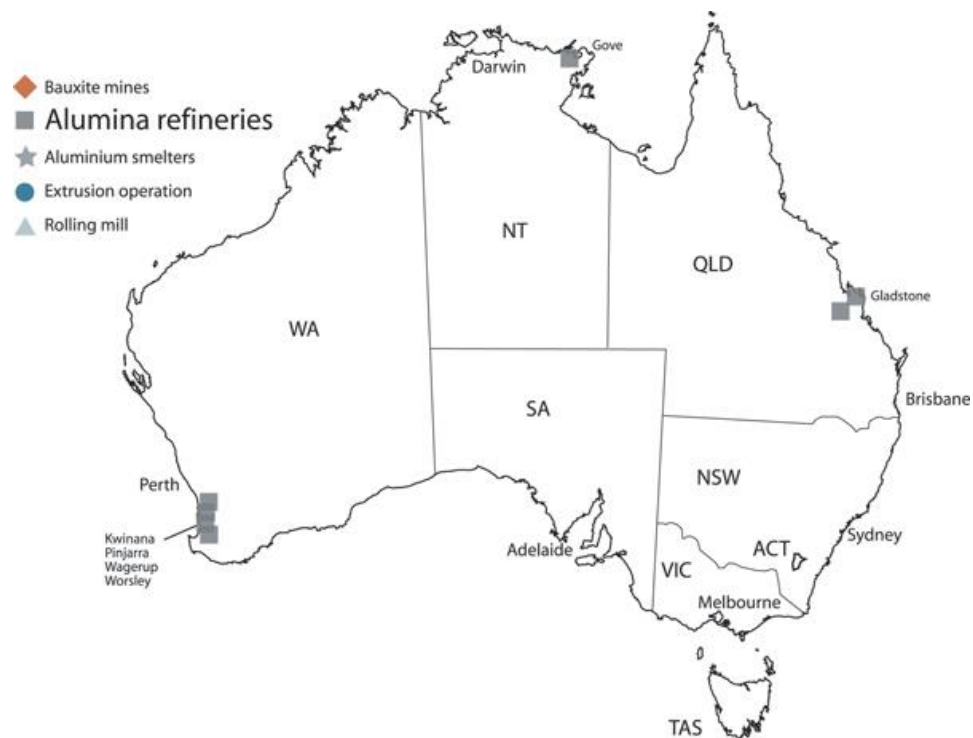 Bauxite mines
Alumina refineries
Aluminium smelters
Extrusion operation
Rolling mill
Gove
Darwin
NT
QLD
Gladstone
WA
SA
Brisbane
NSW
Perth
Kwinana
Pinjarra
Wagerup
Worsley
Adelaide
ACT
Sydney
VIC
Melbourne
TAS